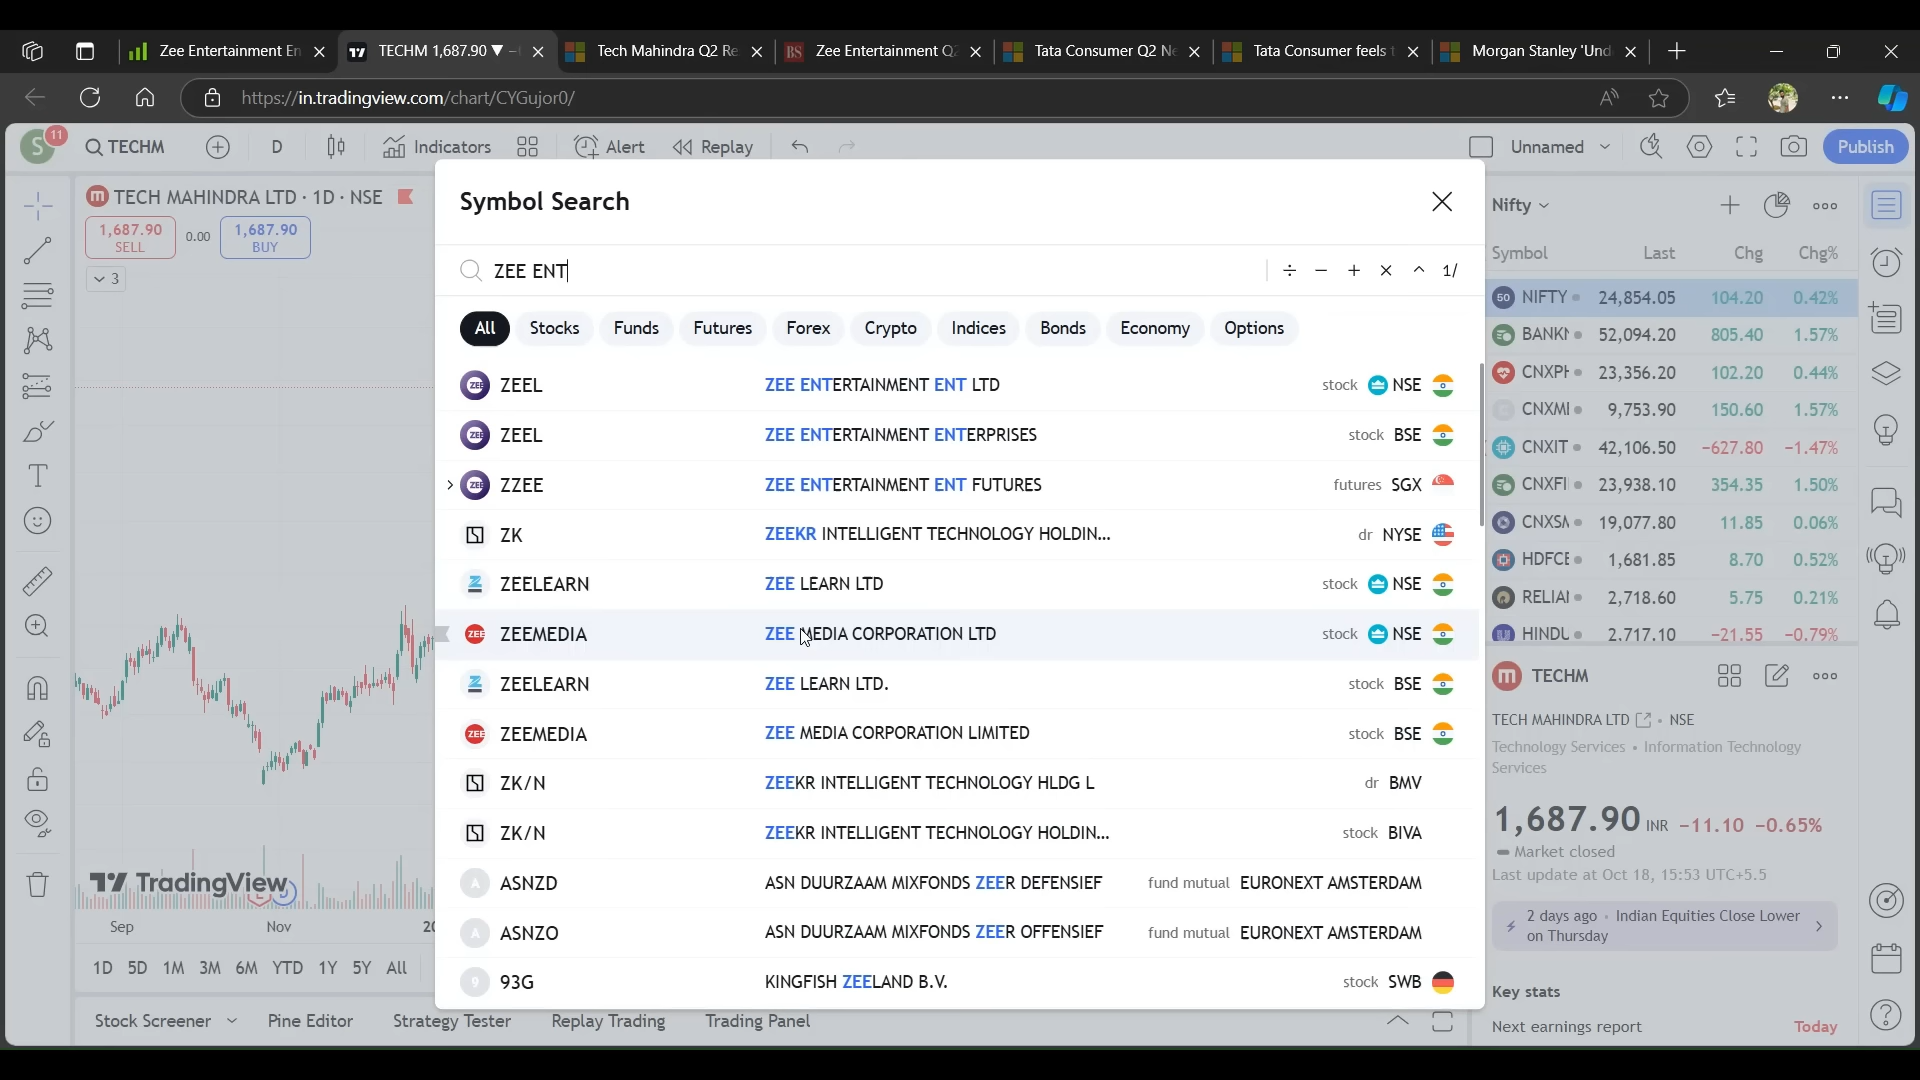 Zee Entertainment En
TECHM 1,687.90 ▼ –
Tech Mahindra Q2 Re
Zee Entertainment Q2
Tata Consumer Q2 Ne
Tata Consumer feels t
Morgan Stanley 'Und
https://in.tradingview.com/chart/CYGujor0/
S
11
TECHM
D
Indicators
Alert
Replay
Unnamed
Publish
TECH MAHINDRA LTD · 1D · NSE
1,687.90
SELL
0.00
1,687.90
BUY
3
TradingView
Sep
Nov
20
1D 5D 1M 3M 6M YTD 1Y 5Y All
Stock Screener
Pine Editor
Strategy Tester
Replay Trading
Trading Panel
Symbol Search
ZEE ENT
÷ − + × ^ 1/
All Stocks Funds Futures Forex Crypto Indices Bonds Economy Options
ZEEL ZEE ENTERTAINMENT ENT LTD stock NSE
ZEEL ZEE ENTERTAINMENT ENTERPRISES stock BSE
ZZEE ZEE ENTERTAINMENT ENT FUTURES futures SGX
ZK ZEEKR INTELLIGENT TECHNOLOGY HOLDIN... dr NYSE
ZEELEARN ZEE LEARN LTD stock NSE
ZEEMEDIA ZEE MEDIA CORPORATION LTD stock NSE
ZEELEARN ZEE LEARN LTD. stock BSE
ZEEMEDIA ZEE MEDIA CORPORATION LIMITED stock BSE
ZK/N ZEEKR INTELLIGENT TECHNOLOGY HLDG L dr BMV
ZK/N ZEEKR INTELLIGENT TECHNOLOGY HOLDIN... stock BIVA
ASNZD ASN DUURZAAM MIXFONDS ZEER DEFENSIEF fund mutual EURONEXT AMSTERDAM
ASNZO ASN DUURZAAM MIXFONDS ZEER OFFENSIEF fund mutual EURONEXT AMSTERDAM
93G KINGFISH ZEELAND B.V. stock SWB
Nifty
Symbol Last Chg Chg%
NIFTY 24,854.05 104.20 0.42%
BANKN 52,094.20 805.40 1.57%
CNXPH 23,356.20 102.20 0.44%
CNXMI 9,753.90 150.60 1.57%
CNXIT 42,106.50 -627.80 -1.47%
CNXFI 23,938.10 354.35 1.50%
CNXSM 19,077.80 11.85 0.06%
HDFCB 1,681.85 8.70 0.52%
RELIAN 2,718.60 5.75 0.21%
HINDU 2,717.10 -21.55 -0.79%
TECHM
TECH MAHINDRA LTD • NSE
Technology Services • Information Technology
Services
1,687.90 INR −11.10 −0.65%
Market closed
Last update at Oct 18, 15:53 UTC+5.5
2 days ago · Indian Equities Close Lower
on Thursday
Key stats
Next earnings report Today